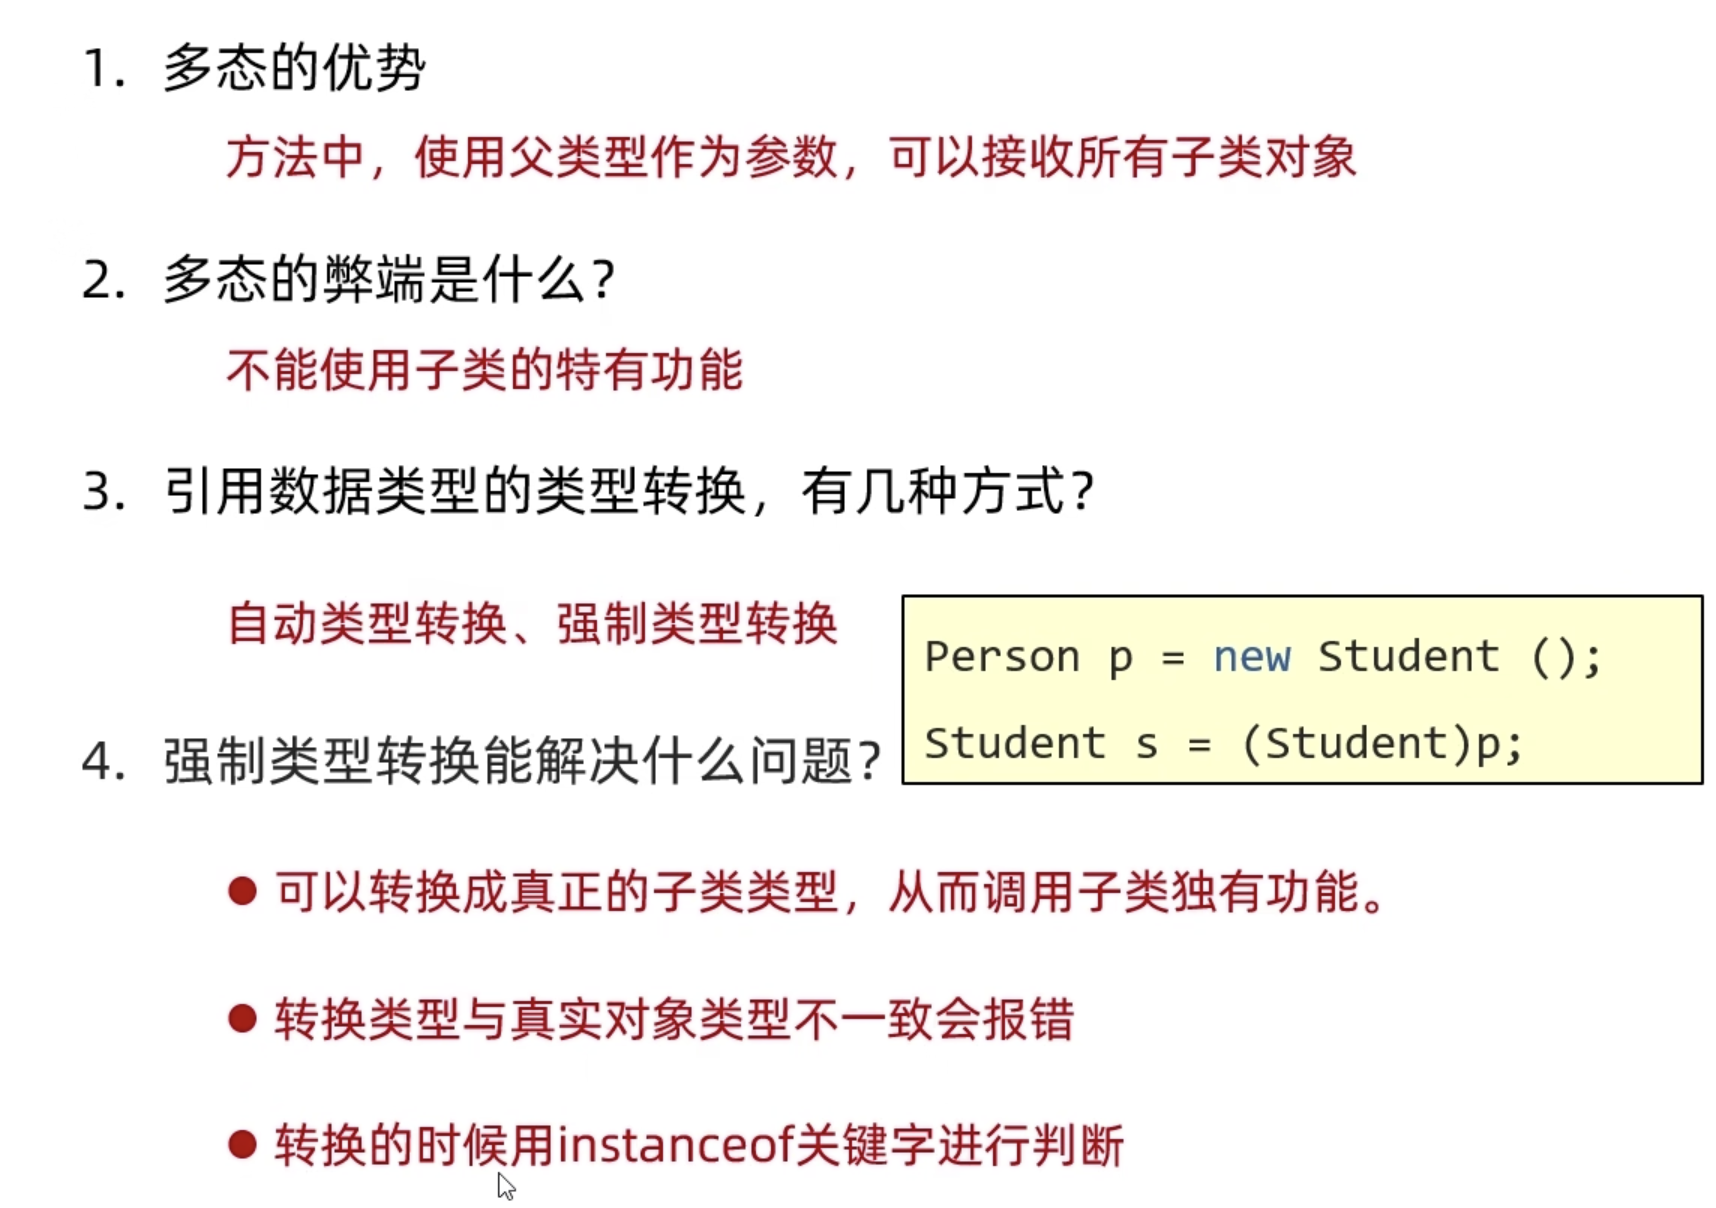 1. 多态的优势
方法中，使用父类型作为参数，可以接收所有子类对象
2. 多态的弊端是什么？
不能使用子类的特有功能
3. 引用数据类型的类型转换，有几种方式？
自动类型转换、强制类型转换
Person p = new Student ();
Student s = (Student)p;
4. 强制类型转换能解决什么问题？
● 可以转换成真正的子类类型，从而调用子类独有功能。
● 转换类型与真实对象类型不一致会报错
● 转换的时候用instanceof关键字进行判断